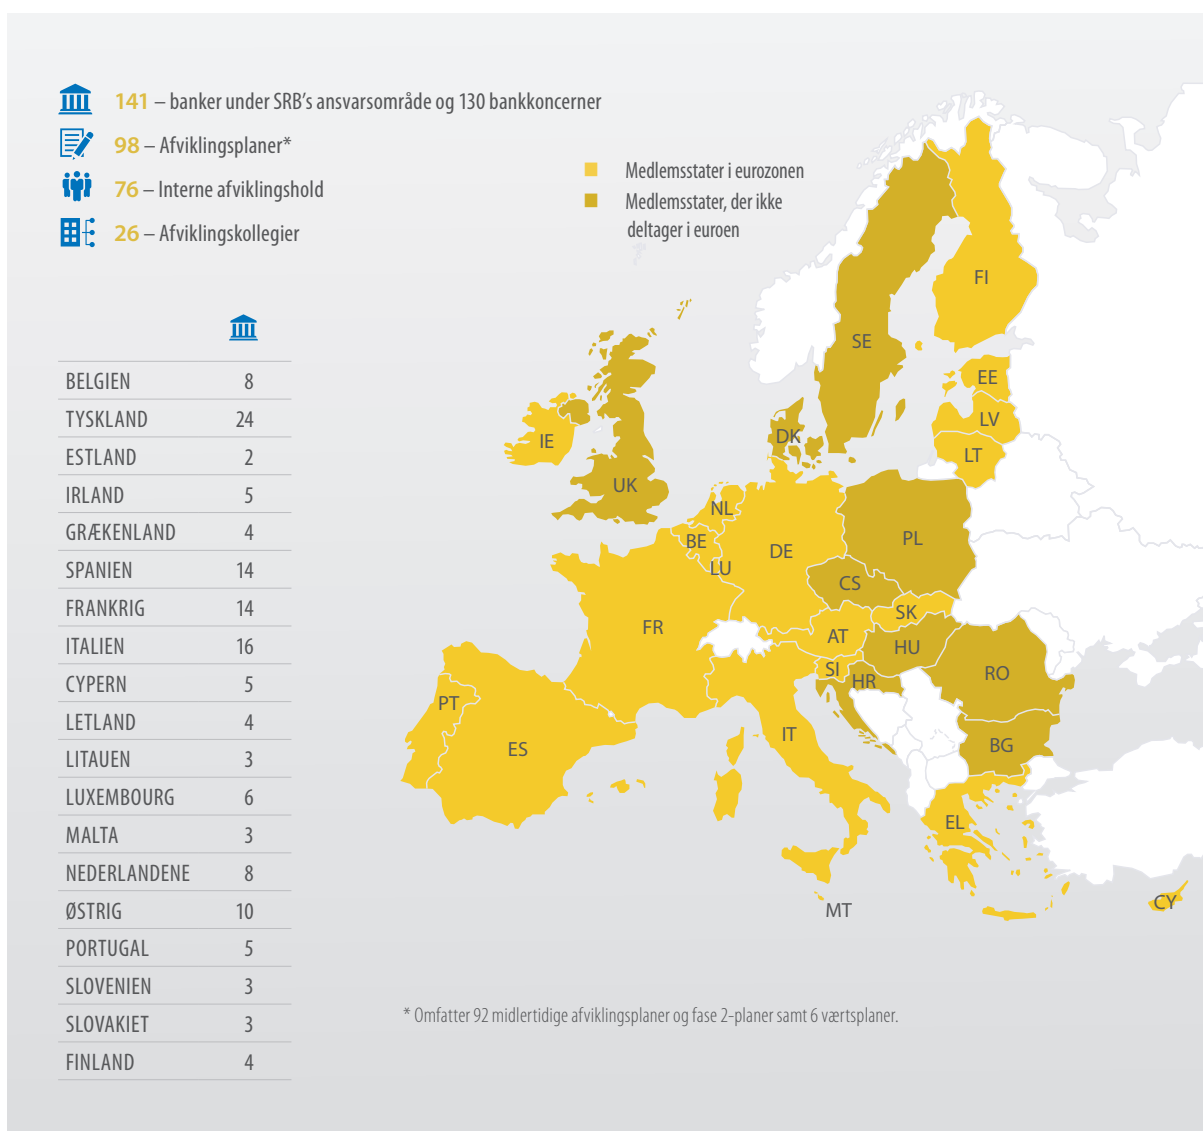 141 – banker under SRB's ansvarsområde og 130 bankkoncerner
98 – Afviklingsplaner*
76 – Interne afviklingshold
26 – Afviklingskollegier
Medlemsstater i eurozonen
Medlemsstater, der ikke
deltager i euroen
BELGIEN 8
TYSKLAND 24
ESTLAND 2
IRLAND 5
GRÆKENLAND 4
SPANIEN 14
FRANKRIG 14
ITALIEN 16
CYPERN 5
LETLAND 4
LITAUEN 3
LUXEMBOURG 6
MALTA 3
NEDERLANDENE 8
ØSTRIG 10
PORTUGAL 5
SLOVENIEN 3
SLOVAKIET 3
FINLAND 4
FI
SE
EE
LV
LT
DK
IE
UK
NL
BE
LU
DE
PL
CS
SK
AT
HU
FR
SI
HR
RO
BG
PT
ES
IT
EL
MT
CY
* Omfatter 92 midlertidige afviklingsplaner og fase 2-planer samt 6 værtsplaner.